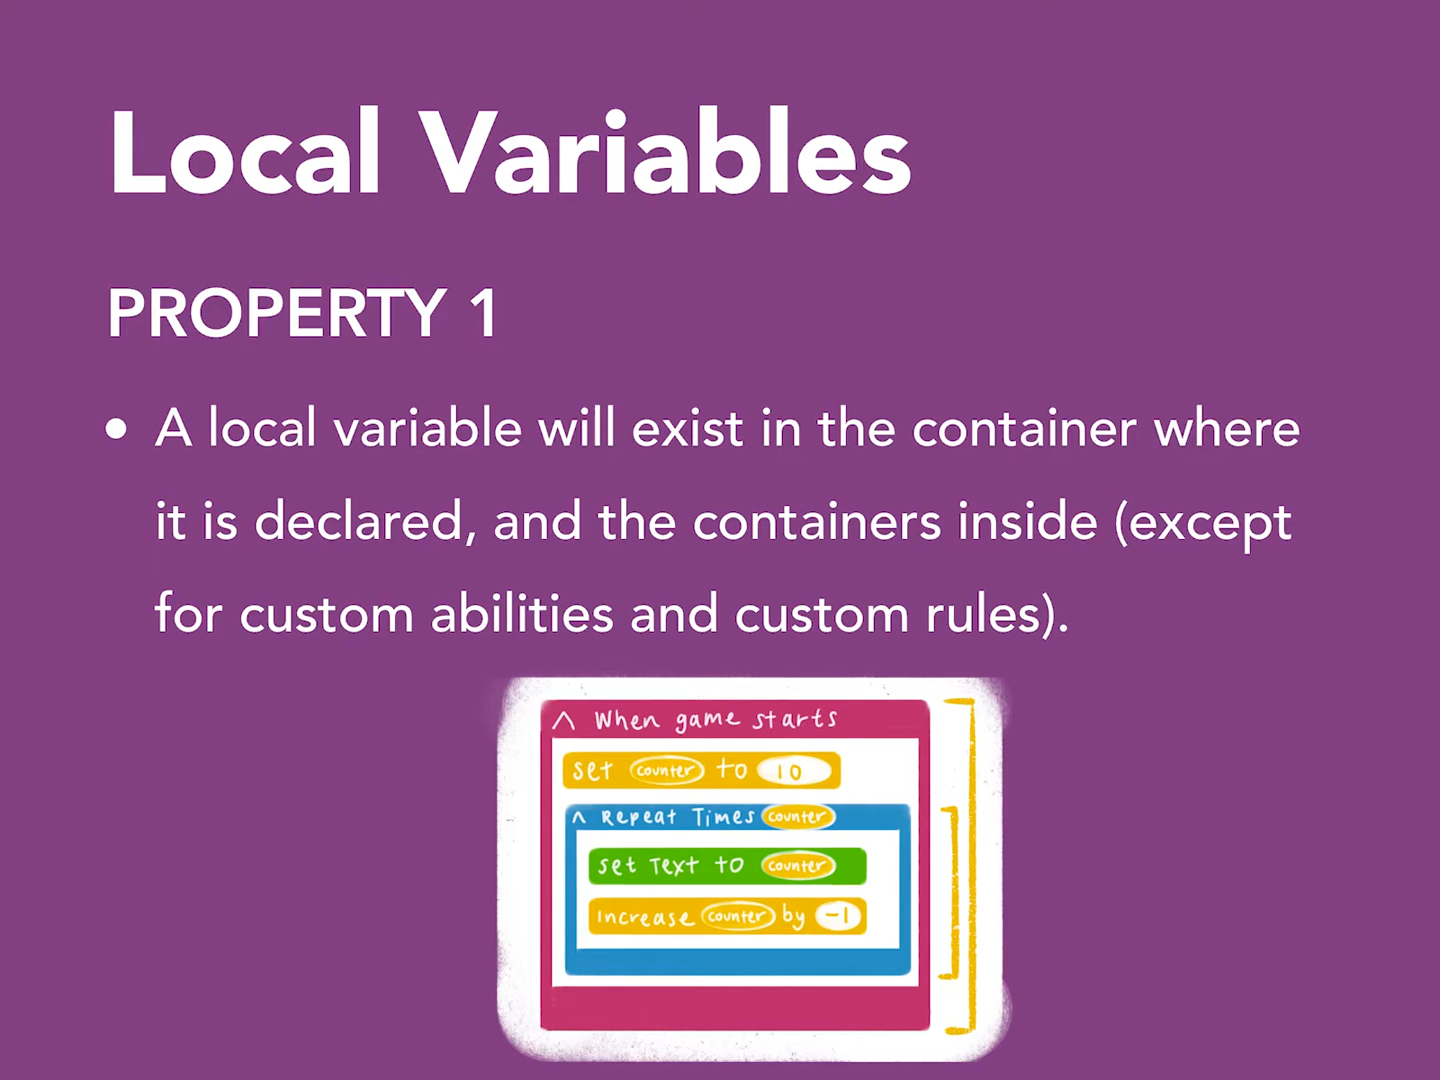 Local Variables
PROPERTY 1
• A local variable will exist in the container where
it is declared, and the containers inside (except
for custom abilities and custom rules).
When game starts
set counter to 10
Repeat Times counter
set Text to counter
increase counter by -1